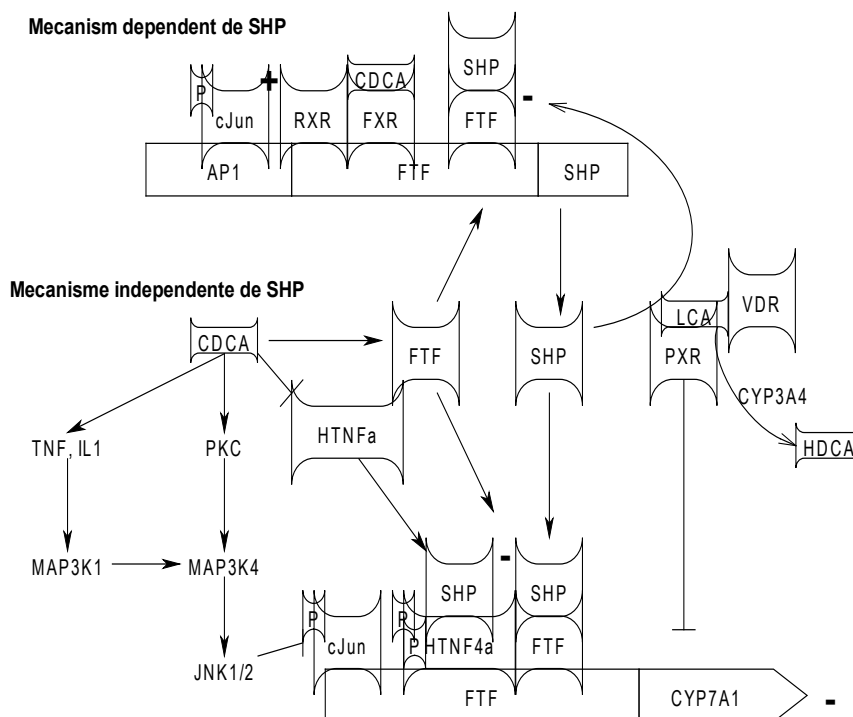 Mecanism dependent de SHP
SHP
P + CDCA -
cJun RXR FXR FTF
AP1 FTF SHP
Mecanisme independente de SHP
CDCA FTF SHP LCA VDR
PXR
CYP3A4
HTNFa
TNF, IL1 PKC HDCA
MAP3K1 MAP3K4 -
SHP SHP
P P
cJun P HTNF4a FTF
JNK1/2
FTF CYP7A1 -